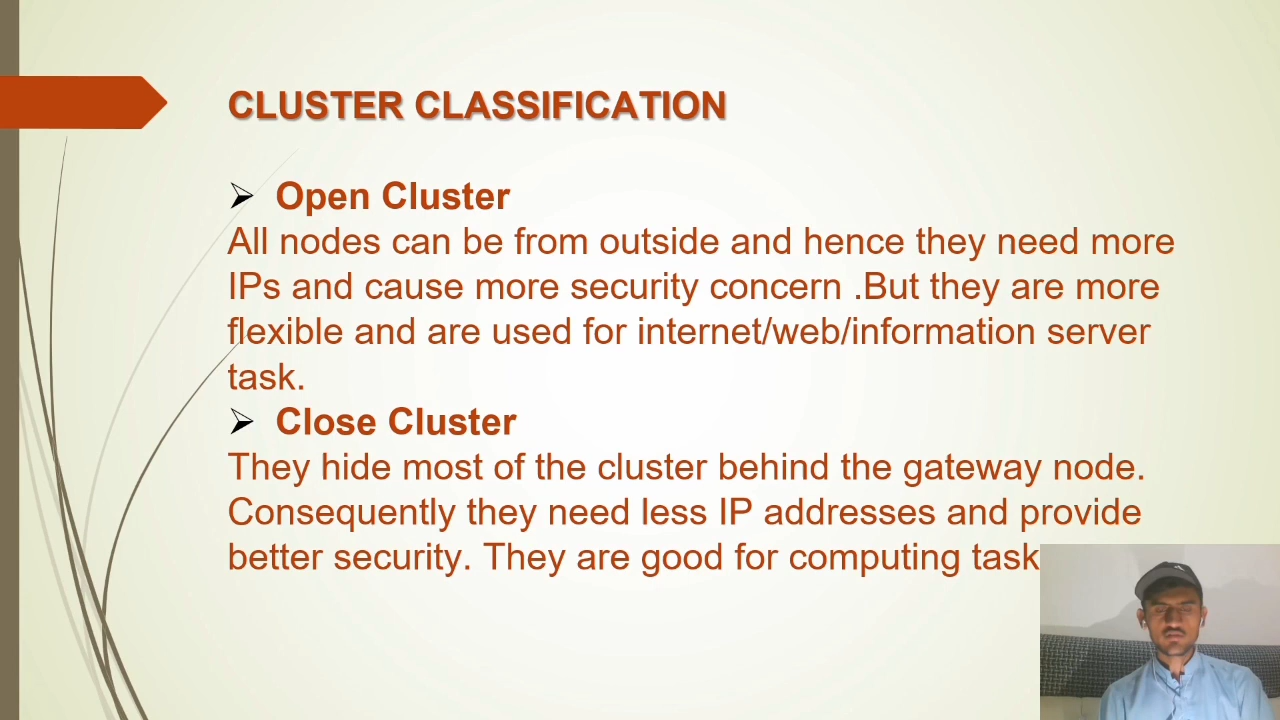 CLUSTER CLASSIFICATION
Open Cluster
All nodes can be from outside and hence they need more
IPs and cause more security concern .But they are more
flexible and are used for internet/web/information server
task.
Close Cluster
They hide most of the cluster behind the gateway node.
Consequently they need less IP addresses and provide
better security. They are good for computing task